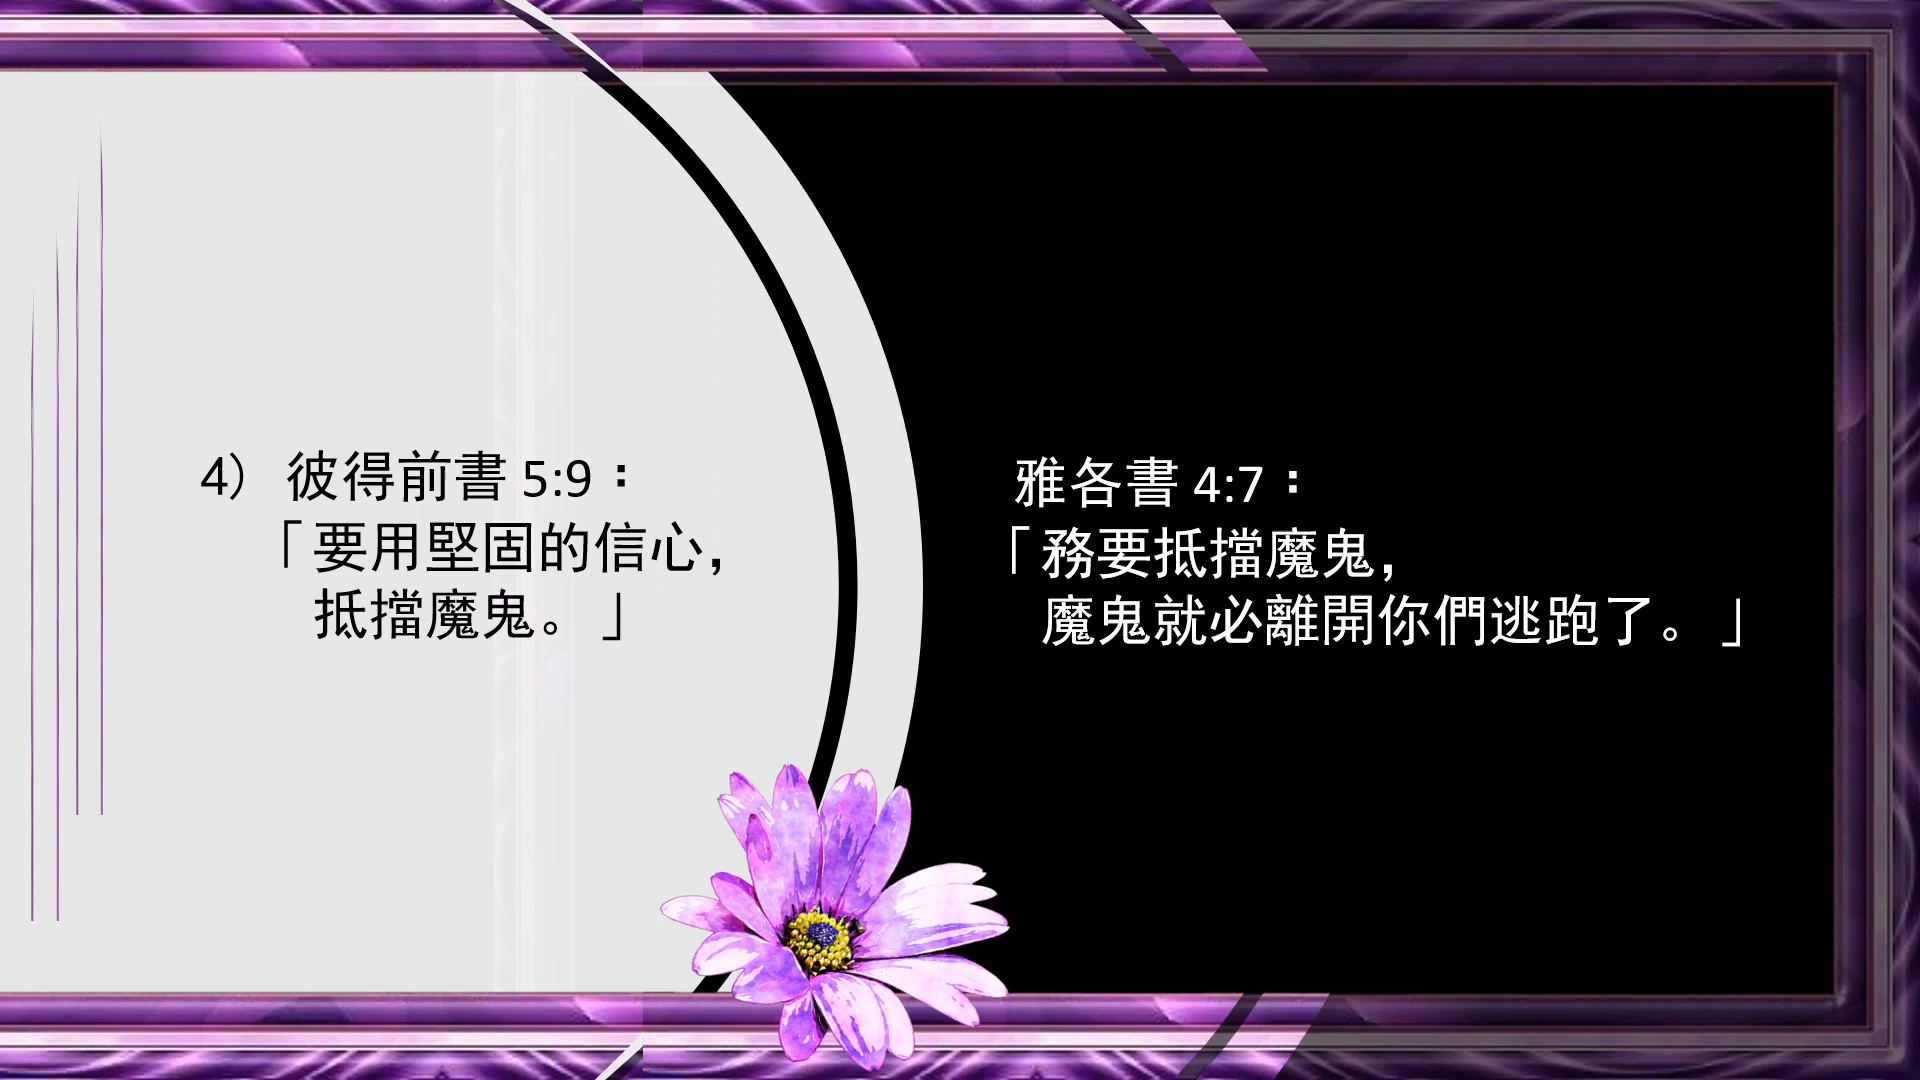 4） 彼得前書 5:9：
「要用堅固的信心，
抵擋魔鬼。」
雅各書 4:7：
「務要抵擋魔鬼，
魔鬼就必離開你們逃跑了。」